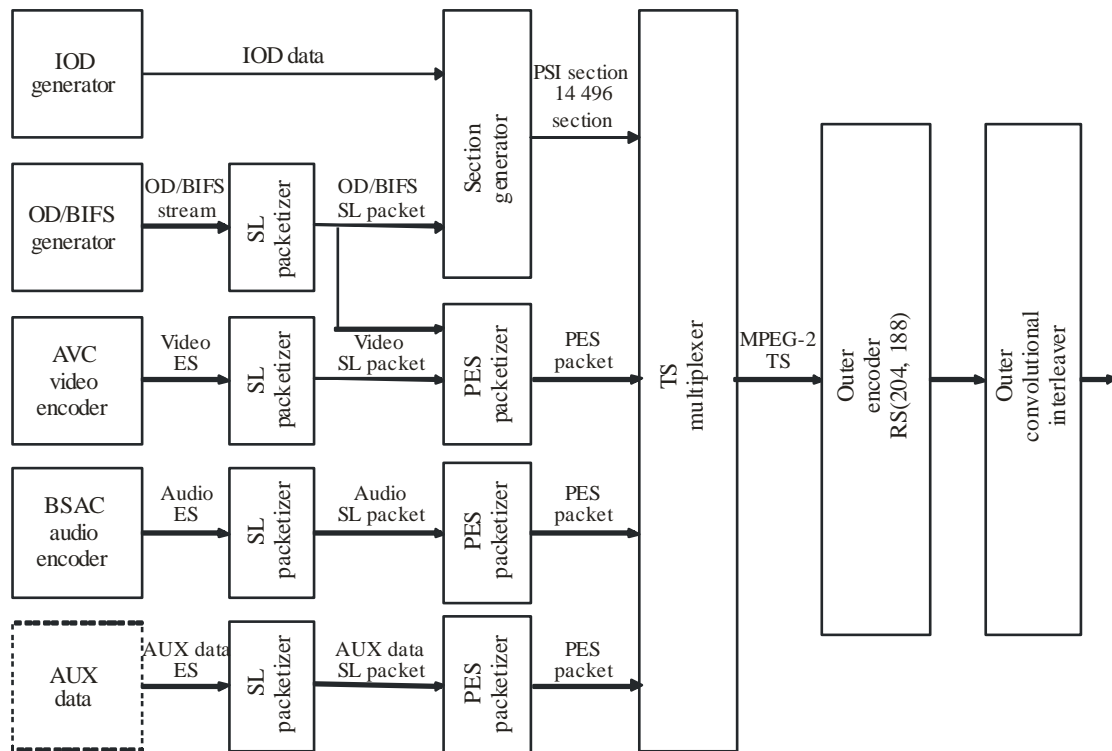 IOD
generator
IOD data
Section
generator
PSI section
14 496
section
OD/BIFS
generator
OD/BIFS
stream
SL
packetizer
OD/BIFS
SL packet
AVC
video
encoder
Video
ES
SL
packetizer
Video
SL packet
PES
packetizer
PES
packet
BSAC
audio
encoder
Audio
ES
SL
packetizer
Audio
SL packet
PES
packetizer
PES
packet
AUX
data
AUX data
ES
SL
packetizer
AUX data
SL packet
PES
packetizer
PES
packet
TS
multiplexer
MPEG-2
TS
Outer
encoder
RS(204, 188)
Outer
convolutional
interleaver